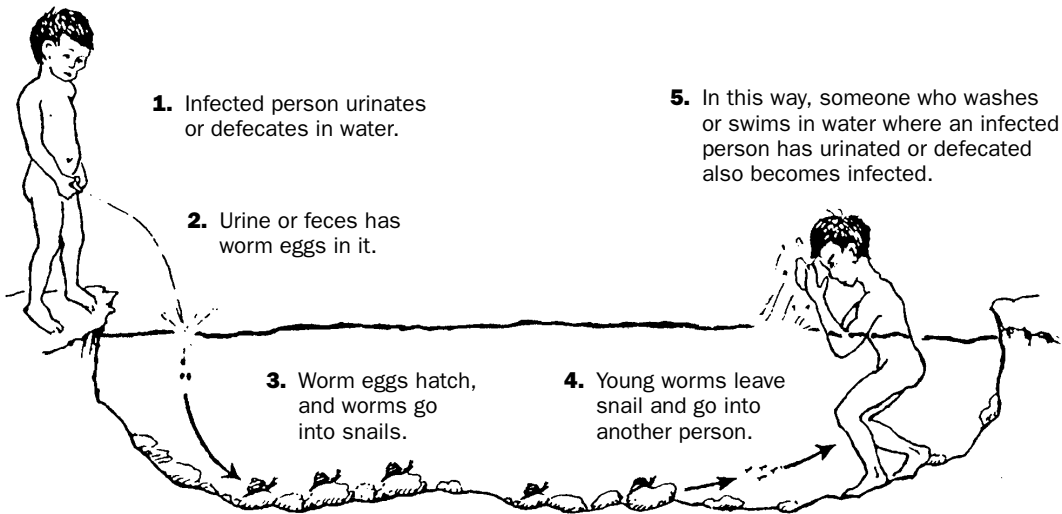 1. Infected person urinates
or defecates in water.
2. Urine or feces has
worm eggs in it.
3. Worm eggs hatch,
and worms go
into snails.
4. Young worms leave
snail and go into
another person.
5. In this way, someone who washes
or swims in water where an infected
person has urinated or defecated
also becomes infected.